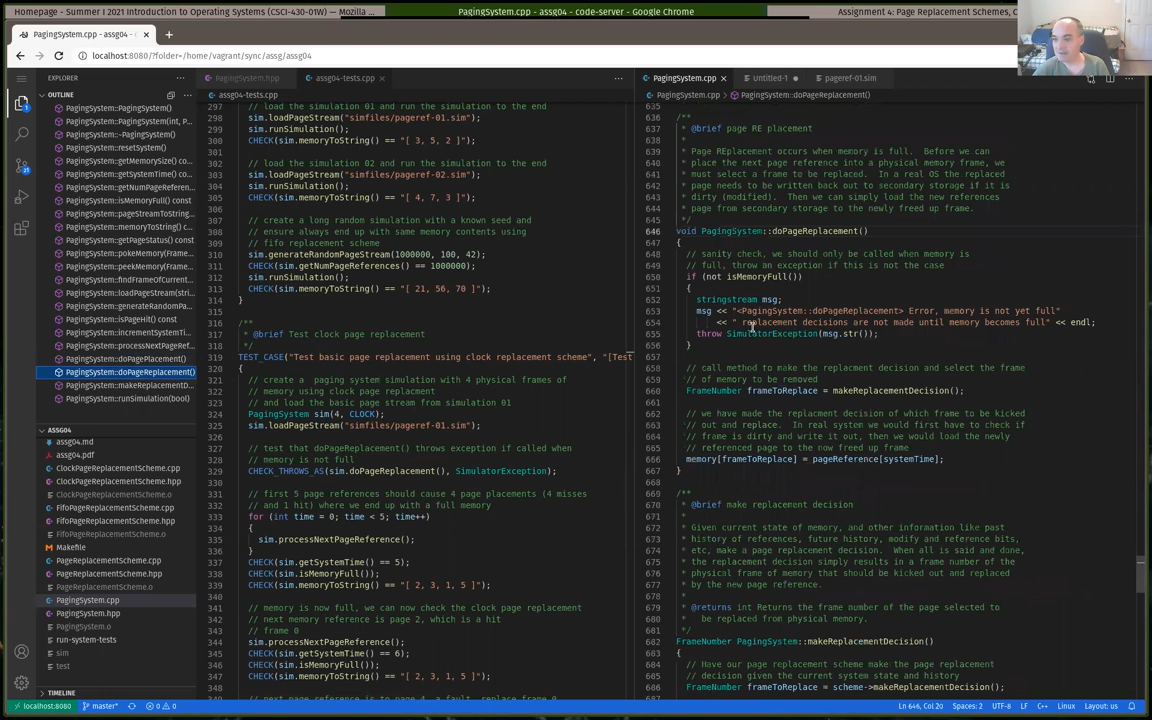 Homepage - Summer I 2021 Introduction to Operating Systems (CSCI-430-01W) — Mozilla ...
PagingSystem.cpp - assg04 - code-server - Google Chrome
Assignment 4: Page Replacement Schemes, C
PagingSystem.cpp - assg04 - c
localhost:8080/?folder=/home/vagrant/sync/assg/assg04
EXPLORER
OUTLINE
PagingSystem::PagingSystem()
PagingSystem::PagingSystem(int, P...
PagingSystem::~PagingSystem()
PagingSystem::resetSystem()
PagingSystem::getMemorySize() co...
PagingSystem::getSystemTime() const
PagingSystem::getNumPageReferen...
PagingSystem::isMemoryFull() const
PagingSystem::pageStreamToString...
PagingSystem::memoryToString() c...
PagingSystem::getPageStatus() const
PagingSystem::pokeMemory(Frame...
PagingSystem::peekMemory(Frame...
PagingSystem::findFrameOfCurrent...
PagingSystem::loadPageStream(stri...
PagingSystem::generateRandomPa...
PagingSystem::isPageHit() const
PagingSystem::incrementSystemTi...
PagingSystem::processNextPageRef...
PagingSystem::doPagePlacement()
PagingSystem::doPageReplacement()
PagingSystem::makeReplacementD...
PagingSystem::runSimulation(bool)
ASSG04
assg04.md
assg04.pdf
ClockPageReplacementScheme.cpp
ClockPageReplacementScheme.hpp
ClockPageReplacementScheme.o
FifoPageReplacementScheme.cpp
FifoPageReplacementScheme.hpp
FifoPageReplacementScheme.o
Makefile
PageReplacementScheme.cpp
PageReplacementScheme.hpp
PageReplacementScheme.o
PagingSystem.cpp
PagingSystem.hpp
PagingSystem.o
run-system-tests
sim
test
TIMELINE
PagingSystem.hpp
assg04-tests.cpp
assg04-tests.cpp
297 // load the simulation 01 and run the simulation to the end
298 sim.loadPageStream("simfiles/pageref-01.sim");
299 sim.runSimulation();
300 CHECK(sim.memoryToString() == "[ 3, 5, 2 ]");
301
302 // load the simulation 02 and run the simulation to the end
303 sim.loadPageStream("simfiles/pageref-02.sim");
304 sim.runSimulation();
305 CHECK(sim.memoryToString() == "[ 4, 7, 3 ]");
306
307 // create a long random simulation with a known seed and
308 // ensure always end up with same memory contents using
309 // fifo replacement scheme
310 sim.generateRandomPageStream(1000000, 100, 42);
311 CHECK(sim.getNumPageReferences() == 1000000);
312 sim.runSimulation();
313 CHECK(sim.memoryToString() == "[ 21, 56, 70 ]");
314 }
315
316 /**
317 * @brief Test clock page replacement
318 */
319 TEST_CASE("Test basic page replacement using clock replacement scheme", "[Test
320 {
321 // create a paging system simulation with 4 physical frames of
322 // memory using clock page replacment
323 // and load the basic page stream from simulation 01
324 PagingSystem sim(4, CLOCK);
325 sim.loadPageStream("simfiles/pageref-01.sim");
326
327 // test that doPageReplacement() throws exception if called when
328 // memory is not full
329 CHECK_THROWS_AS(sim.doPageReplacement(), SimulatorException);
330
331 // first 5 page references should cause 4 page placements (4 misses
332 // and 1 hit) where we end up with a full memory
333 for (int time = 0; time < 5; time++)
334 {
335 sim.processNextPageReference();
336 }
337 CHECK(sim.getSystemTime() == 5);
338 CHECK(sim.isMemoryFull());
339 CHECK(sim.memoryToString() == "[ 2, 3, 1, 5 ]");
340
341 // memory is now full, we can now check the clock page replacement
342 // next memory reference is page 2, which is a hit
343 // frame 0
344 sim.processNextPageReference();
345 CHECK(sim.getSystemTime() == 6);
346 CHECK(sim.isMemoryFull());
347 CHECK(sim.memoryToString() == "[ 2, 3, 1, 5 ]");
348
349 // next page reference is to page 4, a fault, replace frame 0
PagingSystem.cpp
Untitled-1
pageref-01.sim
PagingSystem.cpp > PagingSystem::doPageReplacement()
635
636 /**
637 * @brief page RE placement
638 *
639 * Page REplacement occurs when memory is full. Before we can
640 * place the next page reference into a physical memory frame, we
641 * must select a frame to be replaced. In a real OS the replaced
642 * page needs to be written back out to secondary storage if it is
643 * dirty (modified). Then we can simply load the new references
644 * page from secondary storage to the newly freed up frame.
645 */
646 void PagingSystem::doPageReplacement()
647 {
648 // sanity check, we should only be called when memory is
649 // full, throw an exception if this is not the case
650 if (not isMemoryFull())
651 {
652 stringstream msg;
653 msg << "<PagingSystem::doPageReplacement> Error, memory is not yet full"
654 << " replacement decisions are not made until memory becomes full" << endl;
655 throw SimulatorException(msg.str());
656 }
657
658 // call method to make replacement decision and select the frame
659 // of memory to be removed
660 FrameNumber frameToReplace = makeReplacementDecision();
661
662 // we have made the replacment decision of which frame to be kicked
663 // out and replace. In real system we would first have to check if
664 // frame is dirty and write it out, then we would load the newly
665 // referenced page to the now freed up frame
666 memory[frameToReplace] = pageReference[systemTime];
667 }
668
669 /**
670 * @brief make replacement decision
671 *
672 * Given current state of memory, and other information like past
673 * history of references, future history, modify and reference bits,
674 * etc, make a page replacement decision. When all is said and done,
675 * the replacement decision simply results in a frame number of the
676 * physical frame of memory that should be kicked out and replaced
677 * by the new page reference.
678 *
679 * @returns int Returns the frame number of the page selected to
680 * be replaced from physical memory.
681 */
682 FrameNumber PagingSystem::makeReplacementDecision()
683 {
684 // Have our page replacement scheme make the page replacement
685 // decision given the current system state and history
686 FrameNumber frameToReplace = scheme->makeReplacementDecision();
localhost:8080
master*
0 0
Ln 646, Col 20
Spaces: 2
UTF-8
LF
C++
Linux
Layout: us